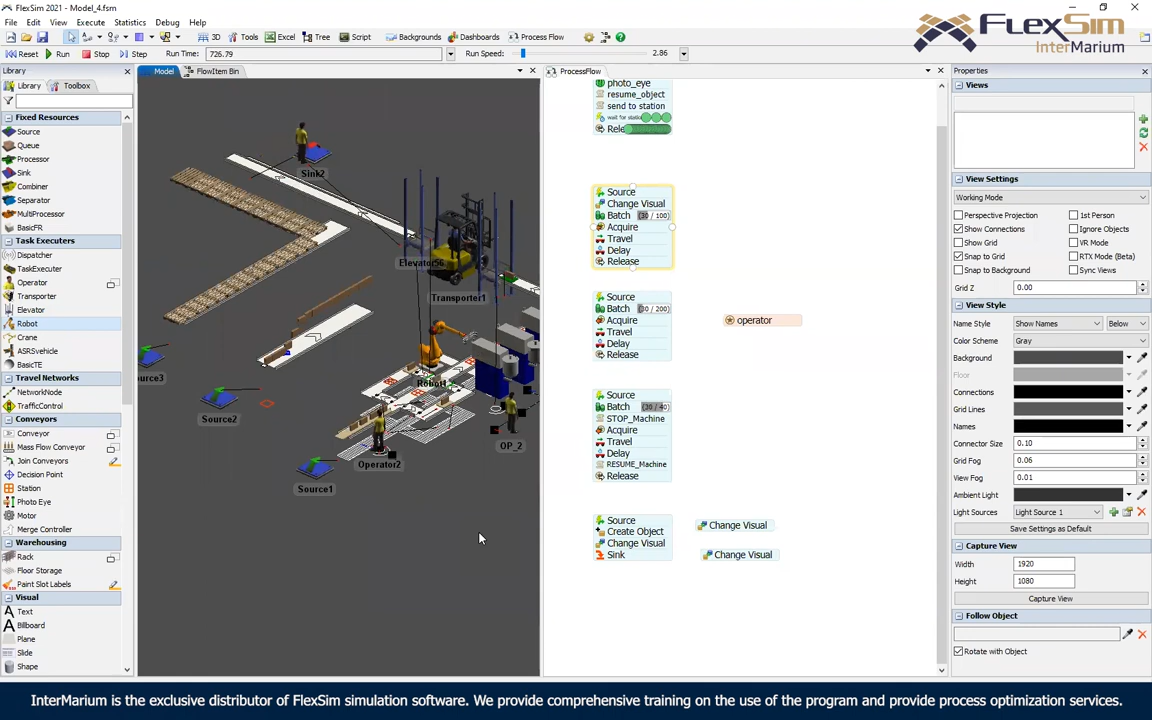 FlexSim 2021 - Model_4.fsm
File Edit View Build Execute Statistics Debug Help
3D Tools Excel Tree Script Backgrounds Dashboards Process Flow
Reset Run Stop Step Run Time: 726.79 Run Speed: 2.86
FLEXSIM
InterMarium
Library
Library Toolbox
Fixed Resources
Source
Queue
Processor
Sink
Combiner
Separator
MultiProcessor
BasicFR
Task Executers
Dispatcher
TaskExecuter
Operator
Transporter
Elevator
Robot
Crane
ASRSvehicle
BasicTE
Travel Networks
NetworkNode
TrafficControl
Conveyors
Conveyor
Mass Flow Conveyor
Join Conveyors
Decision Point
Station
Photo Eye
Motor
Merge Controller
Warehousing
Rack
Floor Storage
Paint Slot Labels
Visual
Text
Billboard
Plane
Slide
Shape
Model FlowItem Bin
Sink2
Transporter1
Robot1
Source2
OP_2
Operator2
Source1
ProcessFlow
photo_eye
resume_object
send to station
Source
Change Visual
Batch (30 / 100)
Acquire
Travel
Delay
Release
Source
Batch
Acquire
Travel
Delay
Release
operator
Source
Batch (30 / 40)
STOP_Machine
Acquire
Travel
Delay
RESUME_Machine
Release
Source
Create Object
Change Visual
Sink
Change Visual
Change Visual
Properties
Views
View Settings
Working Mode
Perspective Projection 1st Person
Show Connections Ignore Objects
Show Grid VR Mode
Snap to Grid RTX Mode (Beta)
Snap to Background Sync Views
Grid Z 0.00
View Style
Name Style Show Names Below
Color Scheme Gray
Background
Floor
Connections
Grid Lines
Names
Connector Size 0.10
Grid Fog 0.06
View Fog 0.01
Ambient Light
Light Sources Light Source 1
Save Settings as Default
Capture View
Width 1920
Height 1080
Capture View
Follow Object
Rotate with Object
InterMarium is the exclusive distributor of FlexSim simulation software. We provide comprehensive training on the use of the program and provide process optimization services.